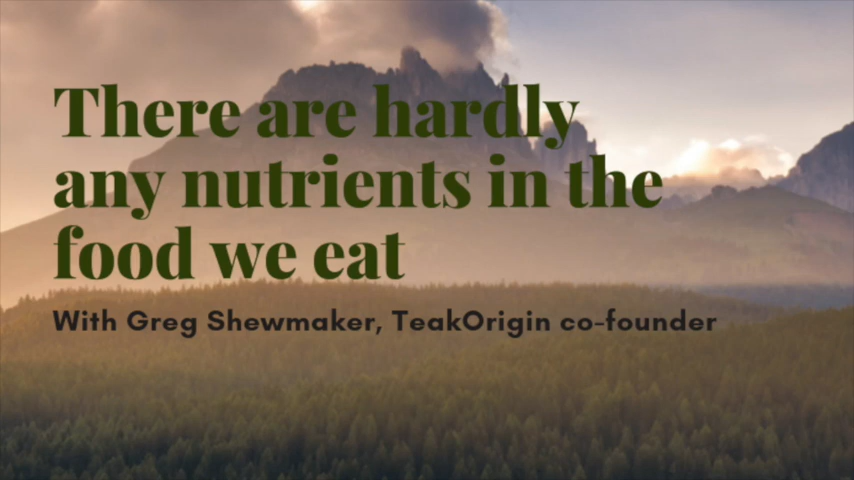 There are hardly
any nutrients in the
food we eat
With Greg Shewmaker, TeakOrigin co-founder